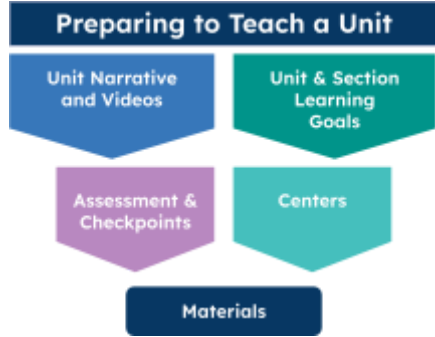 Preparing to Teach a Unit
Unit Narrative
and Videos
Unit & Section
Learning
Goals
Assessment &
Checkpoints
Centers
Materials